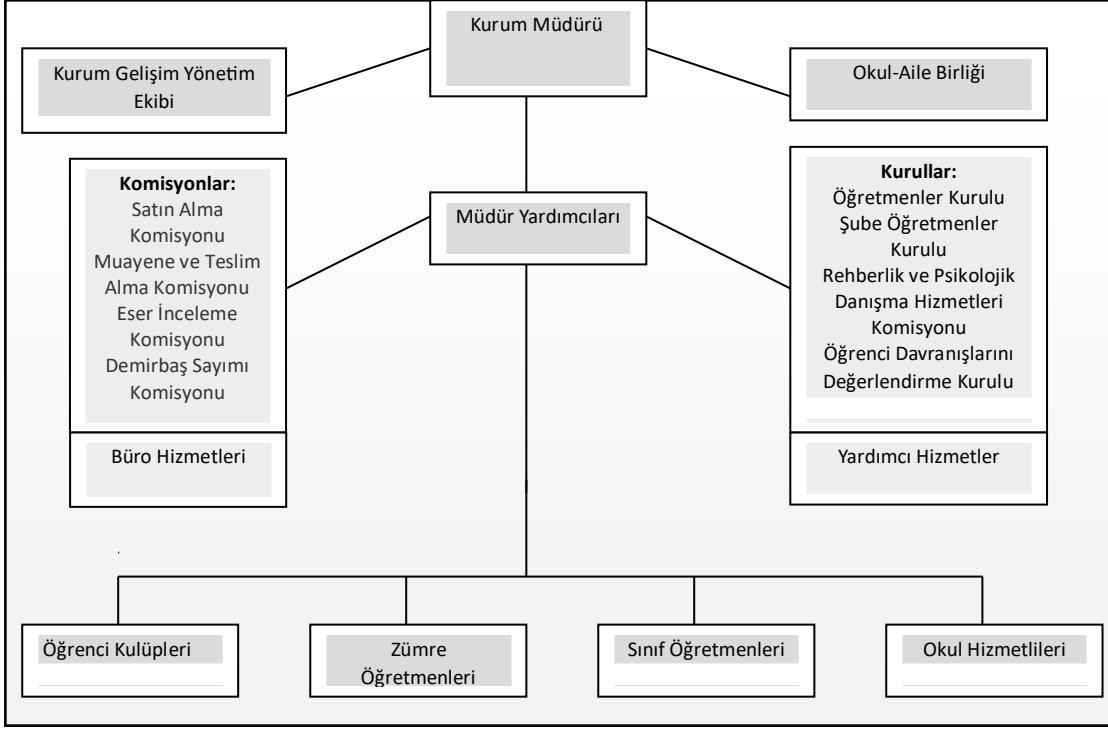 Kurum Müdürü
Kurum Gelişim Yönetim
Ekibi
Okul-Aile Birliği
Komisyonlar:
Satın Alma
Komisyonu
Muayene ve Teslim
Alma Komisyonu
Eser İnceleme
Komisyonu
Demirbaş Sayımı
Komisyonu
Müdür Yardımcıları
Kurullar:
Öğretmenler Kurulu
Şube Öğretmenler
Kurulu
Rehberlik ve Psikolojik
Danışma Hizmetleri
Komisyonu
Öğrenci Davranışlarını
Değerlendirme Kurulu
Büro Hizmetleri
Yardımcı Hizmetler
Öğrenci Kulüpleri
Zümre
Öğretmenleri
Sınıf Öğretmenleri
Okul Hizmetlileri